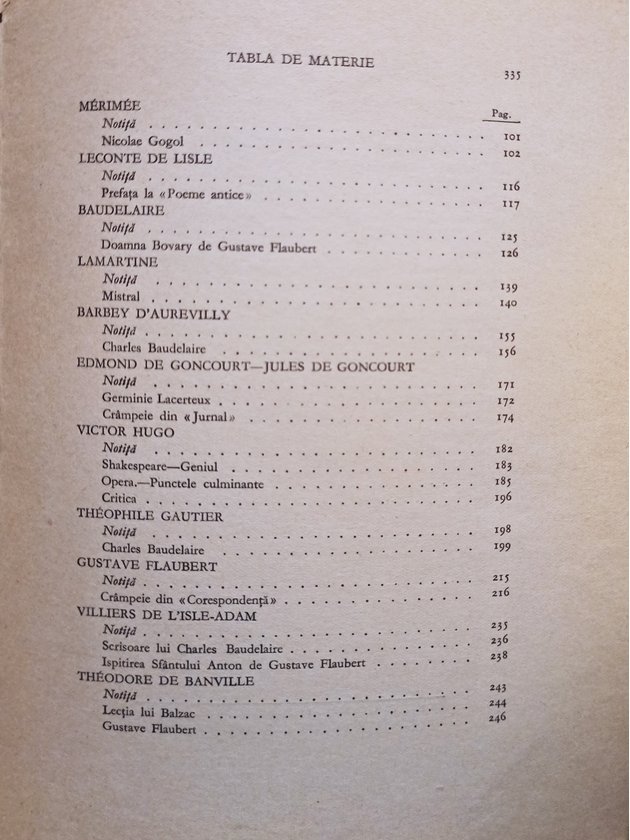 TABLA DE MATERIE
335
Pag.
MÉRIMÉE
Notiță . . . . . . . . . . . . . . . . . . . . 101
Nicolae Gogol . . . . . . . . . . . . . . . . . . 102
LECONTE DE LISLE
Notiță . . . . . . . . . . . . . . . . . . . . 116
Prefața la «Poeme antice» . . . . . . . . . . . . . . 117
BAUDELAIRE
Notiță . . . . . . . . . . . . . . . . . . . . 125
Doamna Bovary de Gustave Flaubert . . . . . . . . . . 126
LAMARTINE
Notiță . . . . . . . . . . . . . . . . . . . . 139
Mistral . . . . . . . . . . . . . . . . . . . . 140
BARBEY D'AUREVILLY
Notiță . . . . . . . . . . . . . . . . . . . . 155
Charles Baudelaire . . . . . . . . . . . . . . . . 156
EDMOND DE GONCOURT—JULES DE GONCOURT
Notiță . . . . . . . . . . . . . . . . . . . . 171
Germinie Lacerteux . . . . . . . . . . . . . . . . 172
Crâmpeie din «Jurnal» . . . . . . . . . . . . . . . 174
VICTOR HUGO
Notiță . . . . . . . . . . . . . . . . . . . . 182
Shakespeare—Geniul . . . . . . . . . . . . . . . . 183
Opera.—Punctele culminante . . . . . . . . . . . . . 185
Critica . . . . . . . . . . . . . . . . . . . . 196
THÉOPHILE GAUTIER
Notiță . . . . . . . . . . . . . . . . . . . . 198
Charles Baudelaire . . . . . . . . . . . . . . . . 199
GUSTAVE FLAUBERT
Notiță . . . . . . . . . . . . . . . . . . . . 215
Crâmpeie din «Corespondență» . . . . . . . . . . . . 216
VILLIERS DE L'ISLE-ADAM
Notiță . . . . . . . . . . . . . . . . . . . . 235
Scrisoare lui Charles Baudelaire . . . . . . . . . . . 236
Ispitirea Sfântului Anton de Gustave Flaubert . . . . . . . 238
THÉODORE DE BANVILLE
Notiță . . . . . . . . . . . . . . . . . . . . 243
Lecția lui Balzac . . . . . . . . . . . . . . . . . 244
Gustave Flaubert . . . . . . . . . . . . . . . . . 246